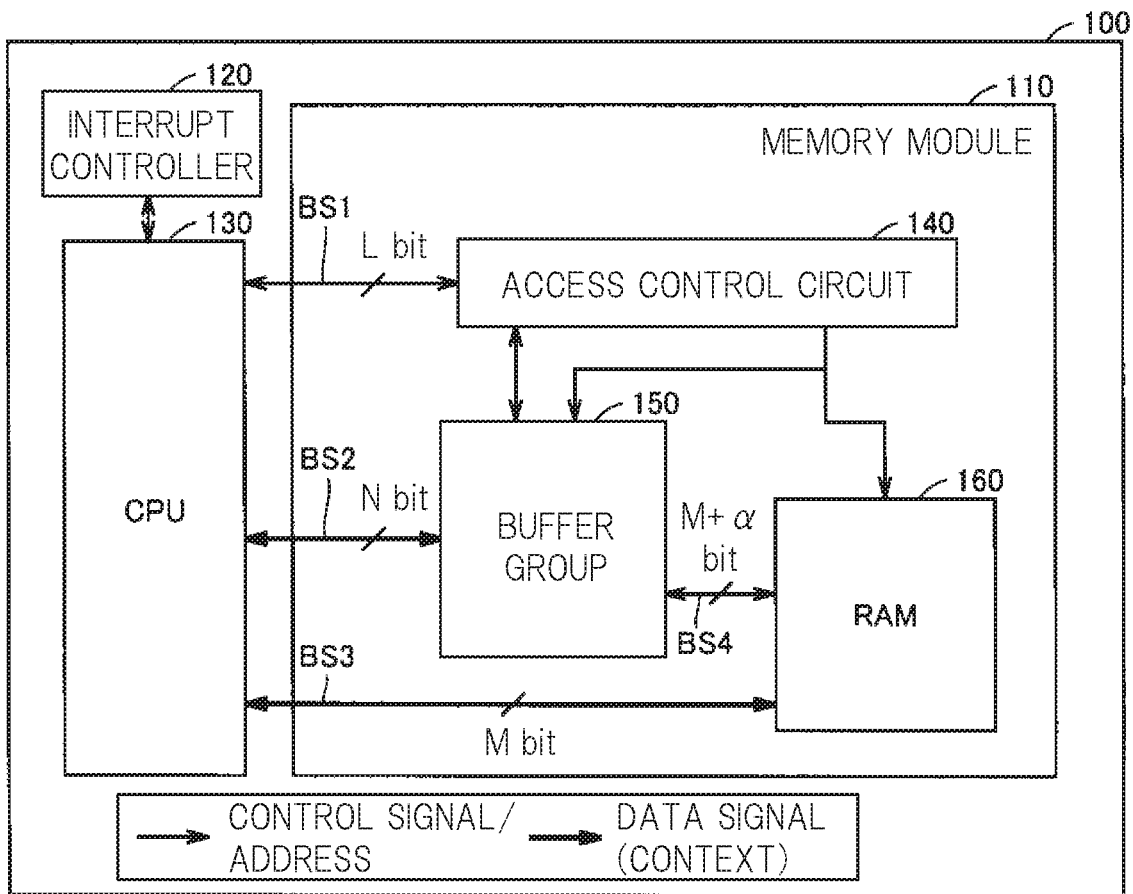 100
120
INTERRUPT
CONTROLLER
110
MEMORY MODULE
130
BS1
L bit
140
ACCESS CONTROL CIRCUIT
CPU
BS2
N bit
150
BUFFER
GROUP
M+ α
bit
BS4
160
RAM
BS3
M bit
CONTROL SIGNAL/
ADDRESS
DATA SIGNAL
(CONTEXT)